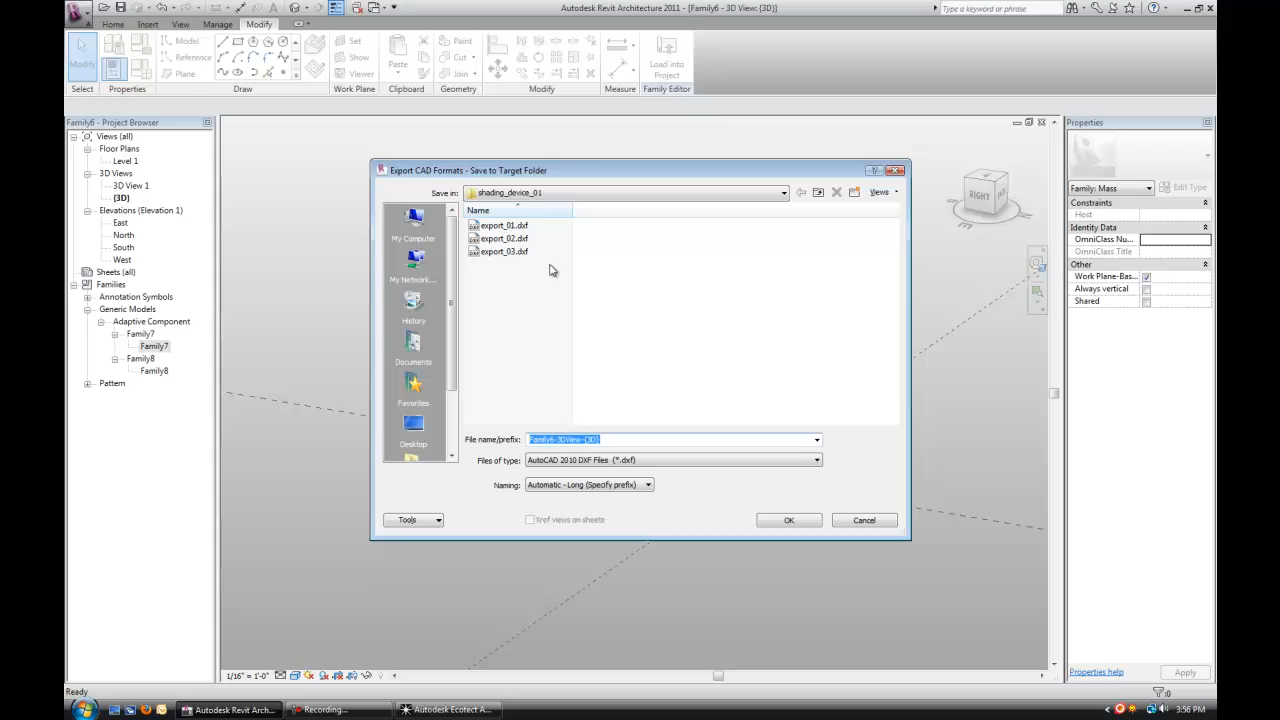 Autodesk Revit Architecture 2011 - [Family6 - 3D View: {3D}]
Type a keyword or phrase
Home Insert View Manage Modify
Modify
Model
Reference
Plane
Set
Show
Viewer
Paste
Paint
Cut
Join
Load into
Project
Select Properties Draw Work Plane Clipboard Geometry Modify Measure Family Editor
Family6 - Project Browser
Views (all)
Floor Plans
Level 1
3D Views
3D View 1
{3D}
Elevations (Elevation 1)
East
North
South
West
Sheets (all)
Families
Annotation Symbols
Generic Models
Adaptive Component
Family7
Family7
Family8
Family8
Pattern
Export CAD Formats - Save to Target Folder
Save in: shading_device_01
Views
Name
export_01.dxf
export_02.dxf
export_03.dxf
My Computer
My Network...
History
Documents
Favorites
Desktop
File name/prefix: Family6-3DView-{3D}
Files of type: AutoCAD 2010 DXF Files (*.dxf)
Naming: Automatic - Long (Specify prefix)
Tools
Xref views on sheets
OK
Cancel
RIGHT
Properties
Family: Mass
Edit Type
Constraints
Host
Identity Data
OmniClass Nu...
OmniClass Title
Other
Work Plane-Bas...
Always vertical
Shared
Properties help
Apply
1/16" = 1'-0"
Ready
:0
Autodesk Revit Arch...
Recording...
Autodesk Ecotect A...
3:56 PM